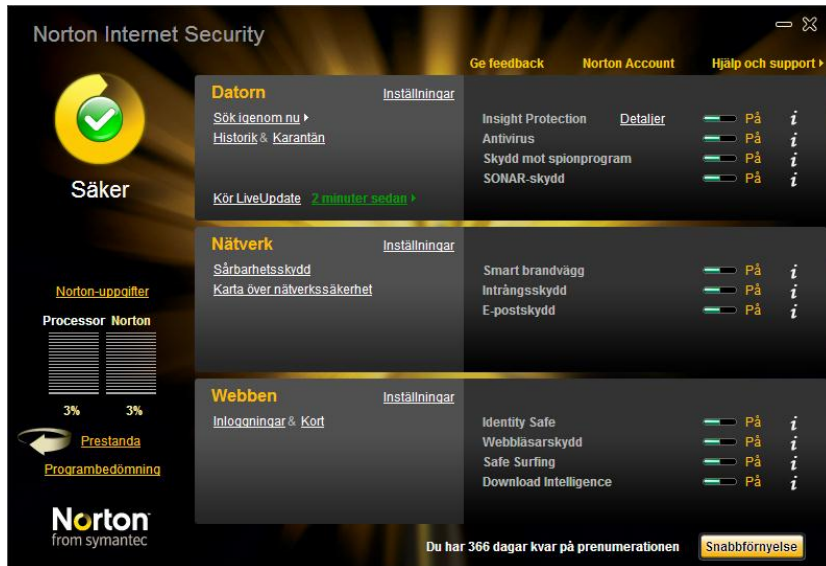 Norton Internet Security
Ge feedback
Norton Account
Hjälp och support
Säker
Datorn
Inställningar
Sök igenom nu
Historik & Karantän
Kör LiveUpdate 2 minuter sedan
Insight Protection Detaljer På i
Antivirus På i
Skydd mot spionprogram På i
SONAR-skydd På i
Nätverk
Inställningar
Sårbarhetsskydd
Karta över nätverkssäkerhet
Smart brandvägg På i
Intrångsskydd På i
E-postskydd På i
Norton-uppgifter
Processor Norton
3% 3%
Prestanda
Programbedömning
Webben
Inställningar
Inloggningar & Kort
Identity Safe På i
Webbläsarskydd På i
Safe Surfing På i
Download Intelligence På i
Norton
from symantec
Du har 366 dagar kvar på prenumerationen
Snabbförnyelse